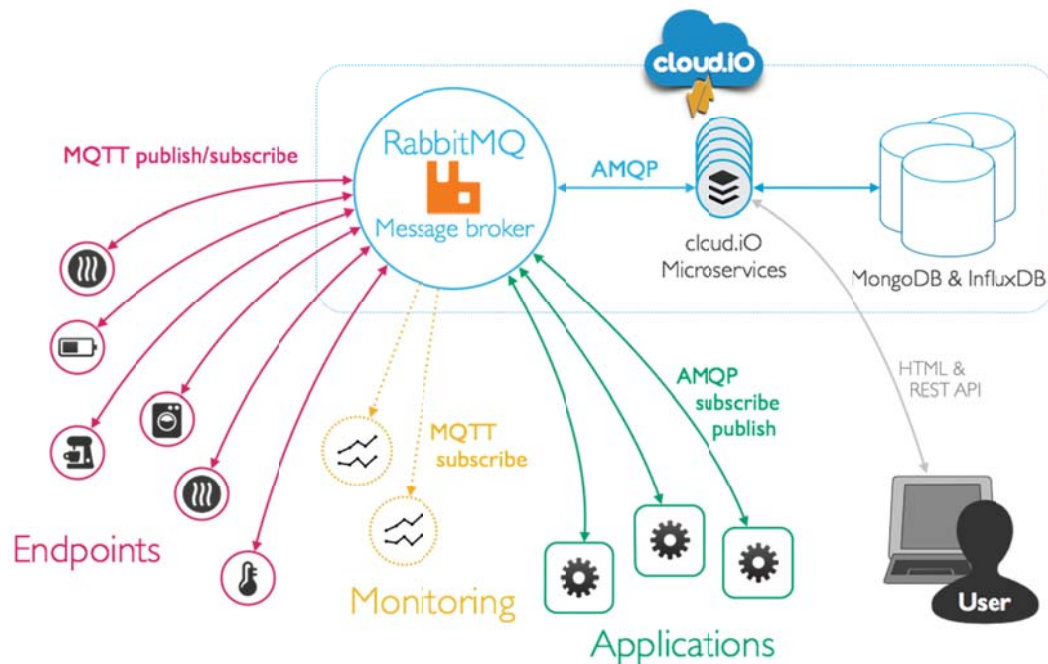 cloud.iO
RabbitMQ
MQTT publish/subscribe
AMQP
Message broker
clcud.iO
Microservices
MongoDB & InfluxDB
HTML &
REST API
AMQP
subscribe
publish
MQTT
subscribe
Endpoints
Monitoring
Applications
User